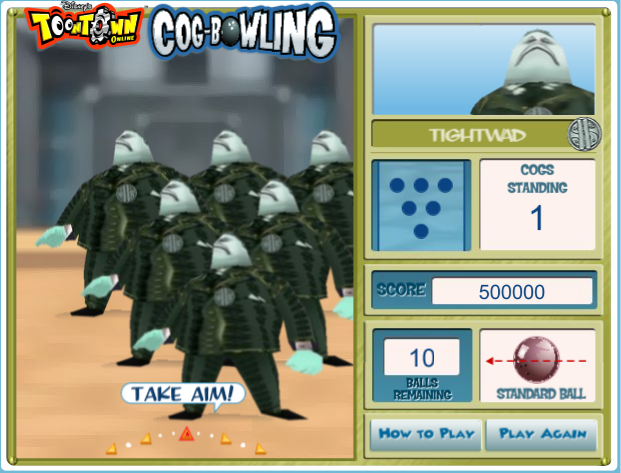 Disney's
TOONTOWN
ONLINE
COG-BOWLING
TIGHTWAD
COGS
STANDING
1
SCORE 500000
10
BALLS
REMAINING
STANDARD BALL
TAKE AIM!
HOW TO PLAY
PLAY AGAIN